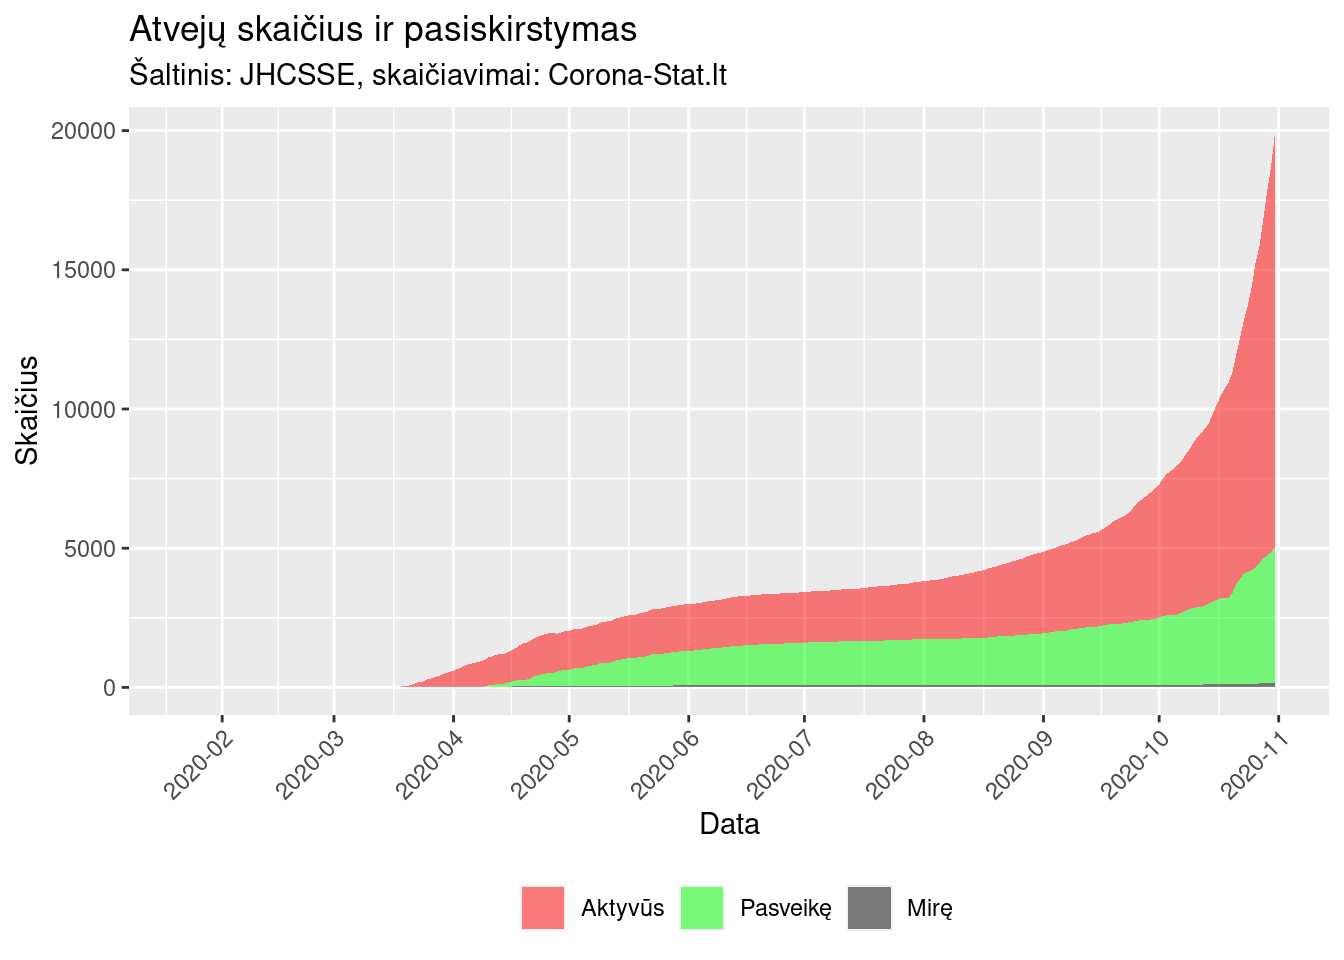 Atvejų skaičius ir pasiskirstymas
Šaltinis: JHCSSE, skaičiavimai: Corona-Stat.lt
Skaičius
20000
15000
10000
5000
0
2020-02
2020-03
2020-04
2020-05
2020-06
2020-07
2020-08
2020-09
2020-10
2020-11
Data
Aktyvūs
Pasveikę
Mirę